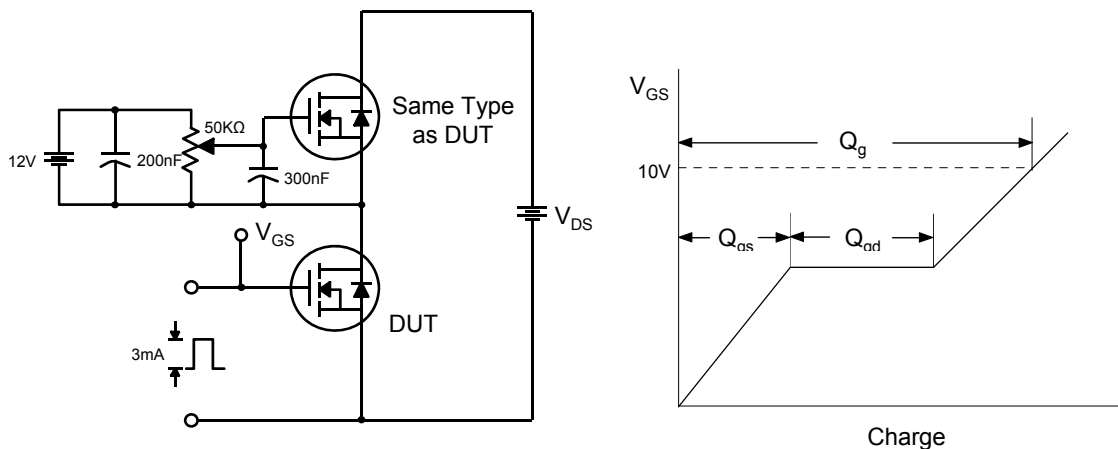 Same Type
as DUT
50KΩ
12V
200nF
300nF
V_GS
V_DS
DUT
3mA
V_GS
Q_g
10V
Q_gs
Q_gd
Charge